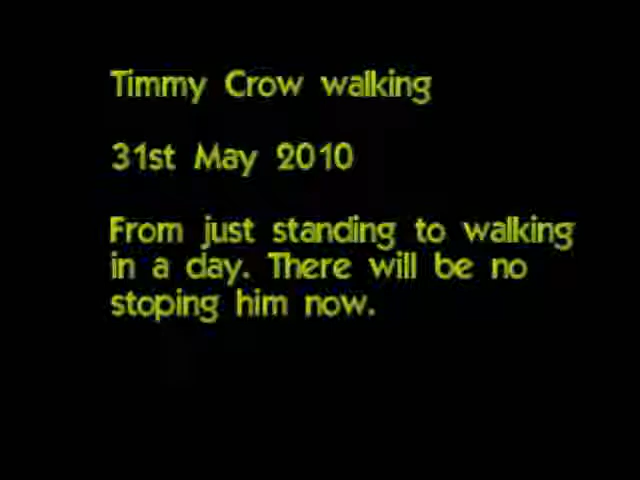 Timmy Crow walking
31st May 2010
From just standing to walking
in a day. There will be no
stoping him now.